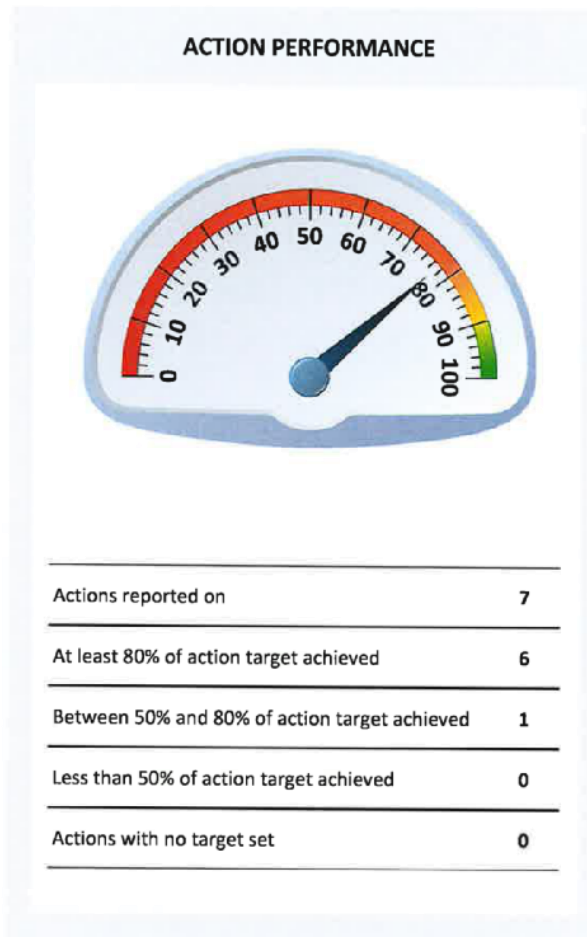 ACTION PERFORMANCE
0
10
20
30
40
50
60
70
80
90
100
Actions reported on 7
At least 80% of action target achieved 6
Between 50% and 80% of action target achieved 1
Less than 50% of action target achieved 0
Actions with no target set 0